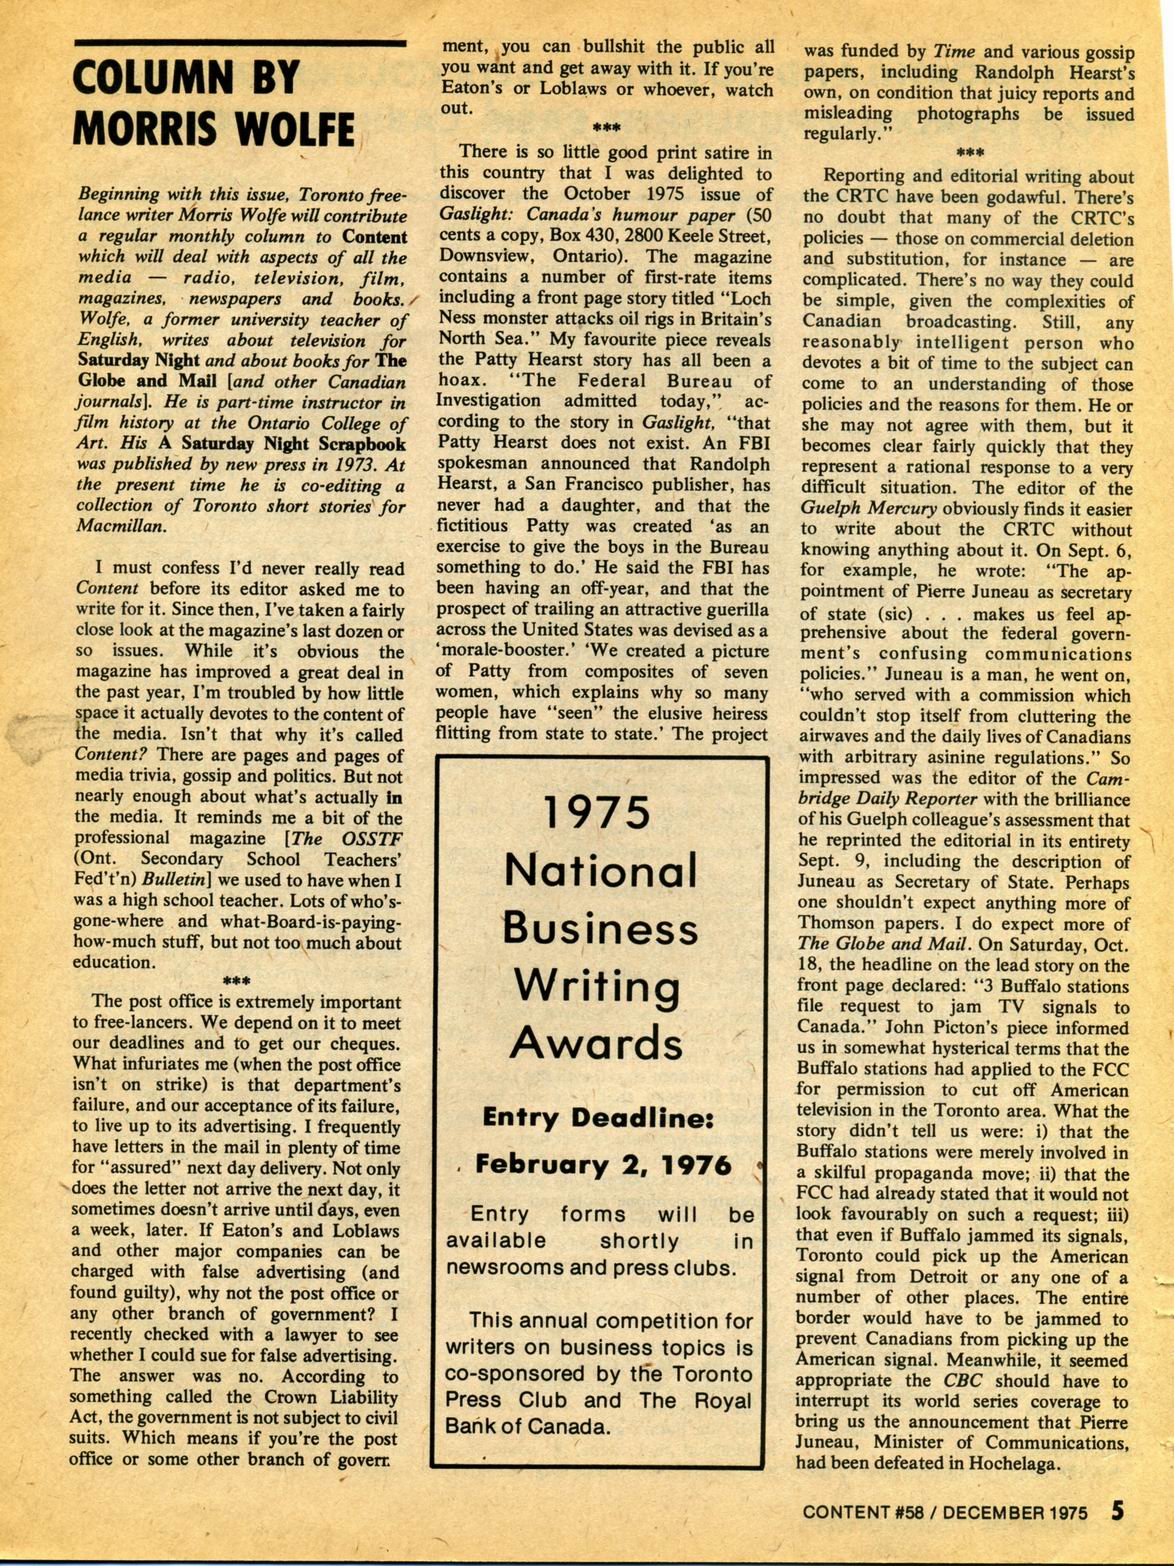 COLUMN BY
MORRIS WOLFE
Beginning with this issue, Toronto free-
lance writer Morris Wolfe will contribute
a regular monthly column to Content
which will deal with aspects of all the
media — radio, television, film,
magazines, newspapers and books.
Wolfe, a former university teacher of
English, writes about television for
Saturday Night and about books for The
Globe and Mail [and other Canadian
journals]. He is part-time instructor in
film history at the Ontario College of
Art. His A Saturday Night Scrapbook
was published by new press in 1973. At
the present time he is co-editing a
collection of Toronto short stories for
Macmillan.
I must confess I'd never really read
Content before its editor asked me to
write for it. Since then, I've taken a fairly
close look at the magazine's last dozen or
so issues. While it's obvious the
magazine has improved a great deal in
the past year, I'm troubled by how little
space it actually devotes to the content of
the media. Isn't that why it's called
Content? There are pages and pages of
media trivia, gossip and politics. But not
nearly enough about what's actually in
the media. It reminds me a bit of the
professional magazine [The OSSTF
(Ont. Secondary School Teachers'
Fed't'n) Bulletin] we used to have when I
was a high school teacher. Lots of who's-
gone-where and what-Board-is-paying-
how-much stuff, but not too much about
education.
***
The post office is extremely important
to free-lancers. We depend on it to meet
our deadlines and to get our cheques.
What infuriates me (when the post office
isn't on strike) is that department's
failure, and our acceptance of its failure,
to live up to its advertising. I frequently
have letters in the mail in plenty of time
for "assured" next day delivery. Not only
does the letter not arrive the next day, it
sometimes doesn't arrive until days, even
a week, later. If Eaton's and Loblaws
and other major companies can be
charged with false advertising (and
found guilty), why not the post office or
any other branch of government? I
recently checked with a lawyer to see
whether I could sue for false advertising.
The answer was no. According to
something called the Crown Liability
Act, the government is not subject to civil
suits. Which means if you're the post
office or some other branch of govern
ment, you can bullshit the public all
you want and get away with it. If you're
Eaton's or Loblaws or whoever, watch
out.
***
There is so little good print satire in
this country that I was delighted to
discover the October 1975 issue of
Gaslight: Canada's humour paper (50
cents a copy, Box 430, 2800 Keele Street,
Downsview, Ontario). The magazine
contains a number of first-rate items
including a front page story titled "Loch
Ness monster attacks oil rigs in Britain's
North Sea." My favourite piece reveals
the Patty Hearst story has all been a
hoax. "The Federal Bureau of
Investigation admitted today," ac-
cording to the story in Gaslight, "that
Patty Hearst does not exist. An FBI
spokesman announced that Randolph
Hearst, a San Francisco publisher, has
never had a daughter, and that the
fictitious Patty was created 'as an
exercise to give the boys in the Bureau
something to do.' He said the FBI has
been having an off-year, and that the
prospect of trailing an attractive guerilla
across the United States was devised as a
'morale-booster.' 'We created a picture
of Patty from composites of seven
women, which explains why so many
people have "seen" the elusive heiress
flitting from state to state.' The project
1975
National
Business
Writing
Awards
Entry Deadline:
February 2, 1976
Entry forms will be
available shortly in
newsrooms and press clubs.
This annual competition for
writers on business topics is
co-sponsored by the Toronto
Press Club and The Royal
Bank of Canada.
was funded by Time and various gossip
papers, including Randolph Hearst's
own, on condition that juicy reports and
misleading photographs be issued
regularly."
***
Reporting and editorial writing about
the CRTC have been godawful. There's
no doubt that many of the CRTC's
policies — those on commercial deletion
and substitution, for instance — are
complicated. There's no way they could
be simple, given the complexities of
Canadian broadcasting. Still, any
reasonably intelligent person who
devotes a bit of time to the subject can
come to an understanding of those
policies and the reasons for them. He or
she may not agree with them, but it
becomes clear fairly quickly that they
represent a rational response to a very
difficult situation. The editor of the
Guelph Mercury obviously finds it easier
to write about the CRTC without
knowing anything about it. On Sept. 6,
for example, he wrote: "The ap-
pointment of Pierre Juneau as secretary
of state (sic) . . . makes us feel ap-
prehensive about the federal govern-
ment's confusing communications
policies." Juneau is a man, he went on,
"who served with a commission which
couldn't stop itself from cluttering the
airwaves and the daily lives of Canadians
with arbitrary asinine regulations." So
impressed was the editor of the Cam-
bridge Daily Reporter with the brilliance
of his Guelph colleague's assessment that
he reprinted the editorial in its entirety
Sept. 9, including the description of
Juneau as Secretary of State. Perhaps
one shouldn't expect anything more of
Thomson papers. I do expect more of
The Globe and Mail. On Saturday, Oct.
18, the headline on the lead story on the
front page declared: "3 Buffalo stations
file request to jam TV signals to
Canada." John Picton's piece informed
us in somewhat hysterical terms that the
Buffalo stations had applied to the FCC
for permission to cut off American
television in the Toronto area. What the
story didn't tell us were: i) that the
Buffalo stations were merely involved in
a skilful propaganda move; ii) that the
FCC had already stated that it would not
look favourably on such a request; iii)
that even if Buffalo jammed its signals,
Toronto could pick up the American
signal from Detroit or any one of a
number of other places. The entire
border would have to be jammed to
prevent Canadians from picking up the
American signal. Meanwhile, it seemed
appropriate the CBC should have to
interrupt its world series coverage to
bring us the announcement that Pierre
Juneau, Minister of Communications,
had been defeated in Hochelaga.
CONTENT #58 / DECEMBER 1975 5